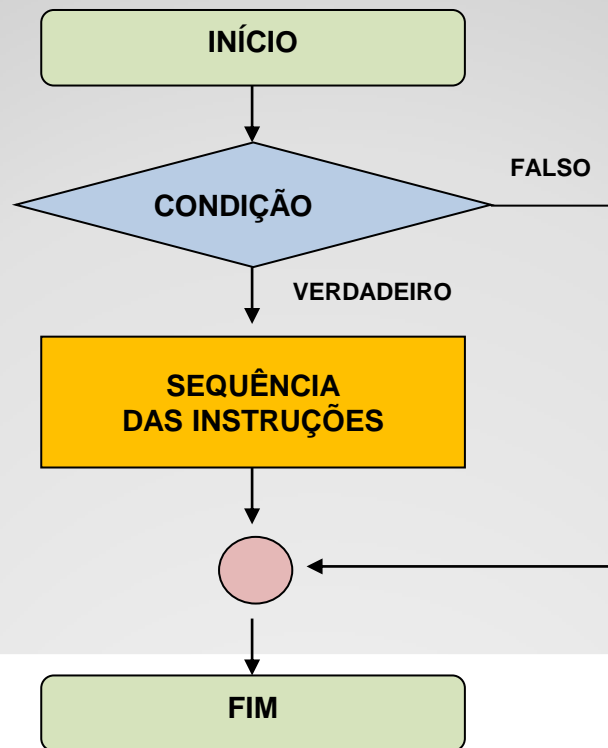 INÍCIO
FALSO
CONDIÇÃO
VERDADEIRO
SEQUÊNCIA
DAS INSTRUÇÕES
FIM